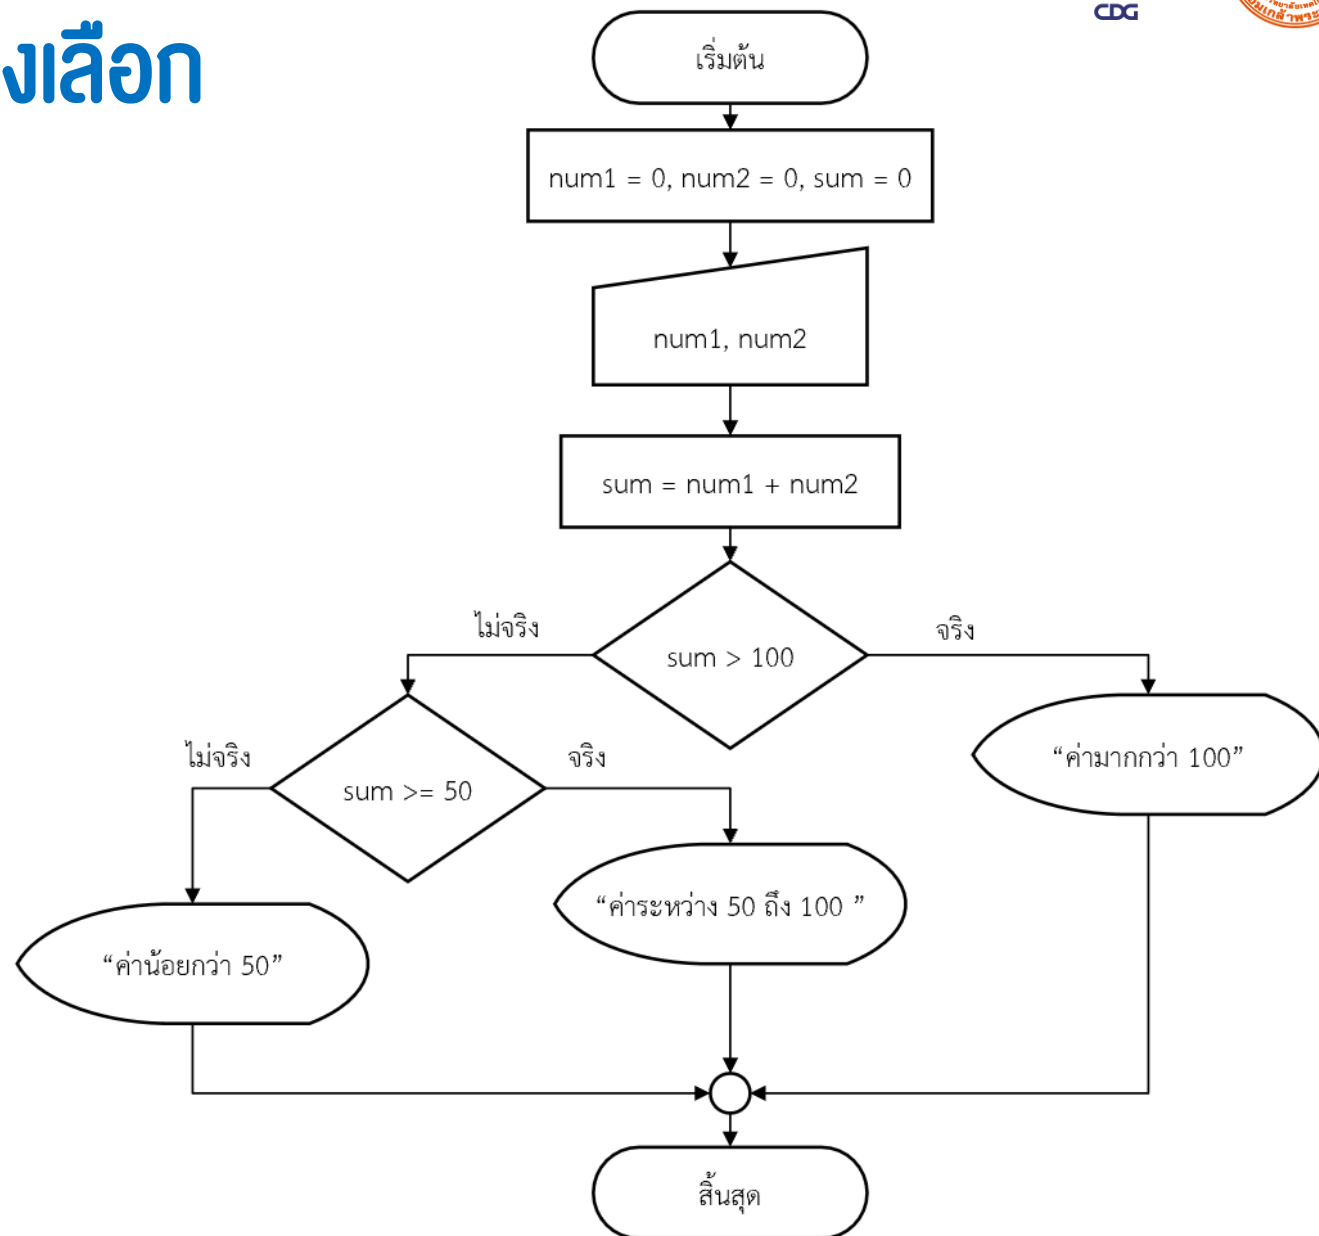 CDG
งเลือก
เริ่มต้น
num1 = 0, num2 = 0, sum = 0
num1, num2
sum = num1 + num2
sum > 100
ไม่จริง
จริง
sum >= 50
ไม่จริง
จริง
“ค่ามากกว่า 100”
“ค่าระหว่าง 50 ถึง 100 ”
“ค่าน้อยกว่า 50”
สิ้นสุด